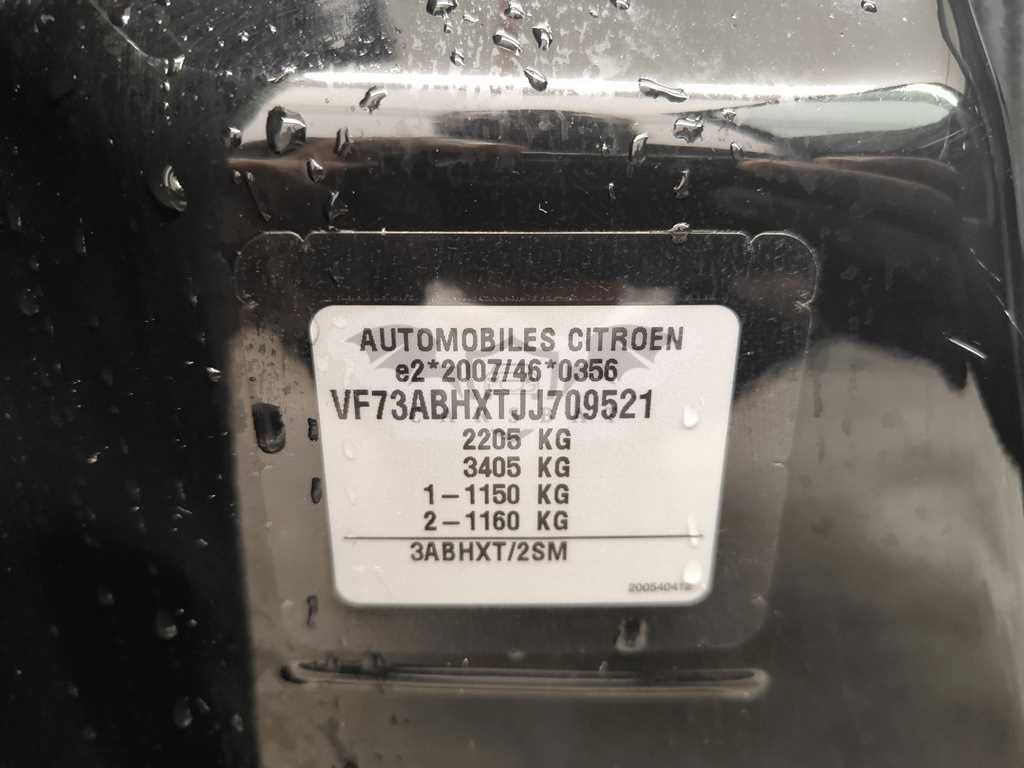 AUTOMOBILES CITROEN
e2*2007/46*0356
VF73ABHXTJJ709521
2205 KG
3405 KG
1-1150 KG
2-1160 KG
3ABHXT/2SM